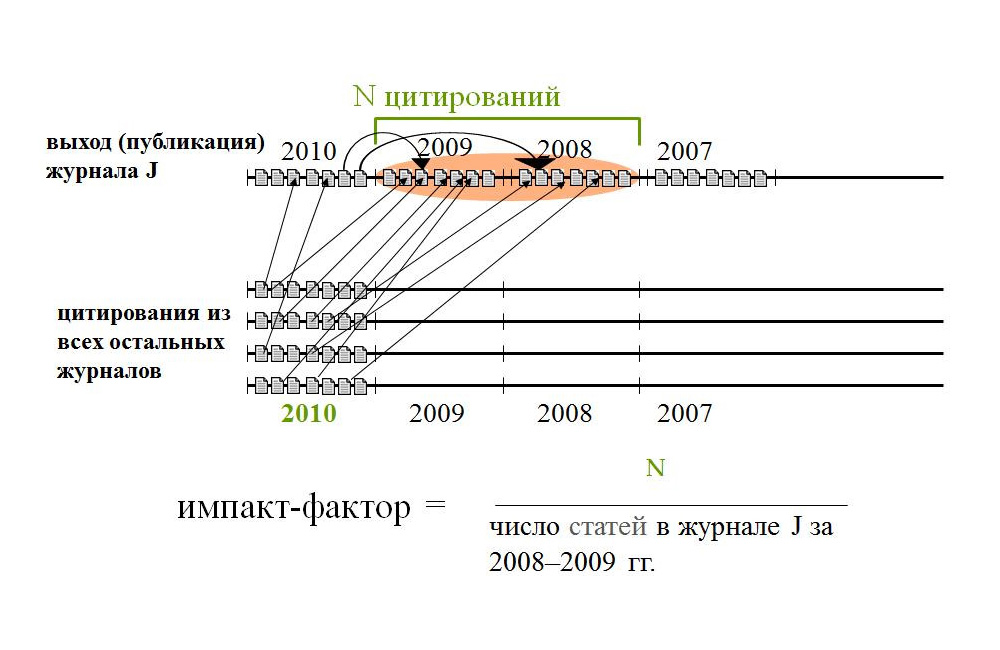 N цитирований
выход (публикация)
журнала J
2010 2009 2008 2007
цитирования из
всех остальных
журналов
2010 2009 2008 2007
N
импакт-фактор =
число статей в журнале J за
2008–2009 гг.